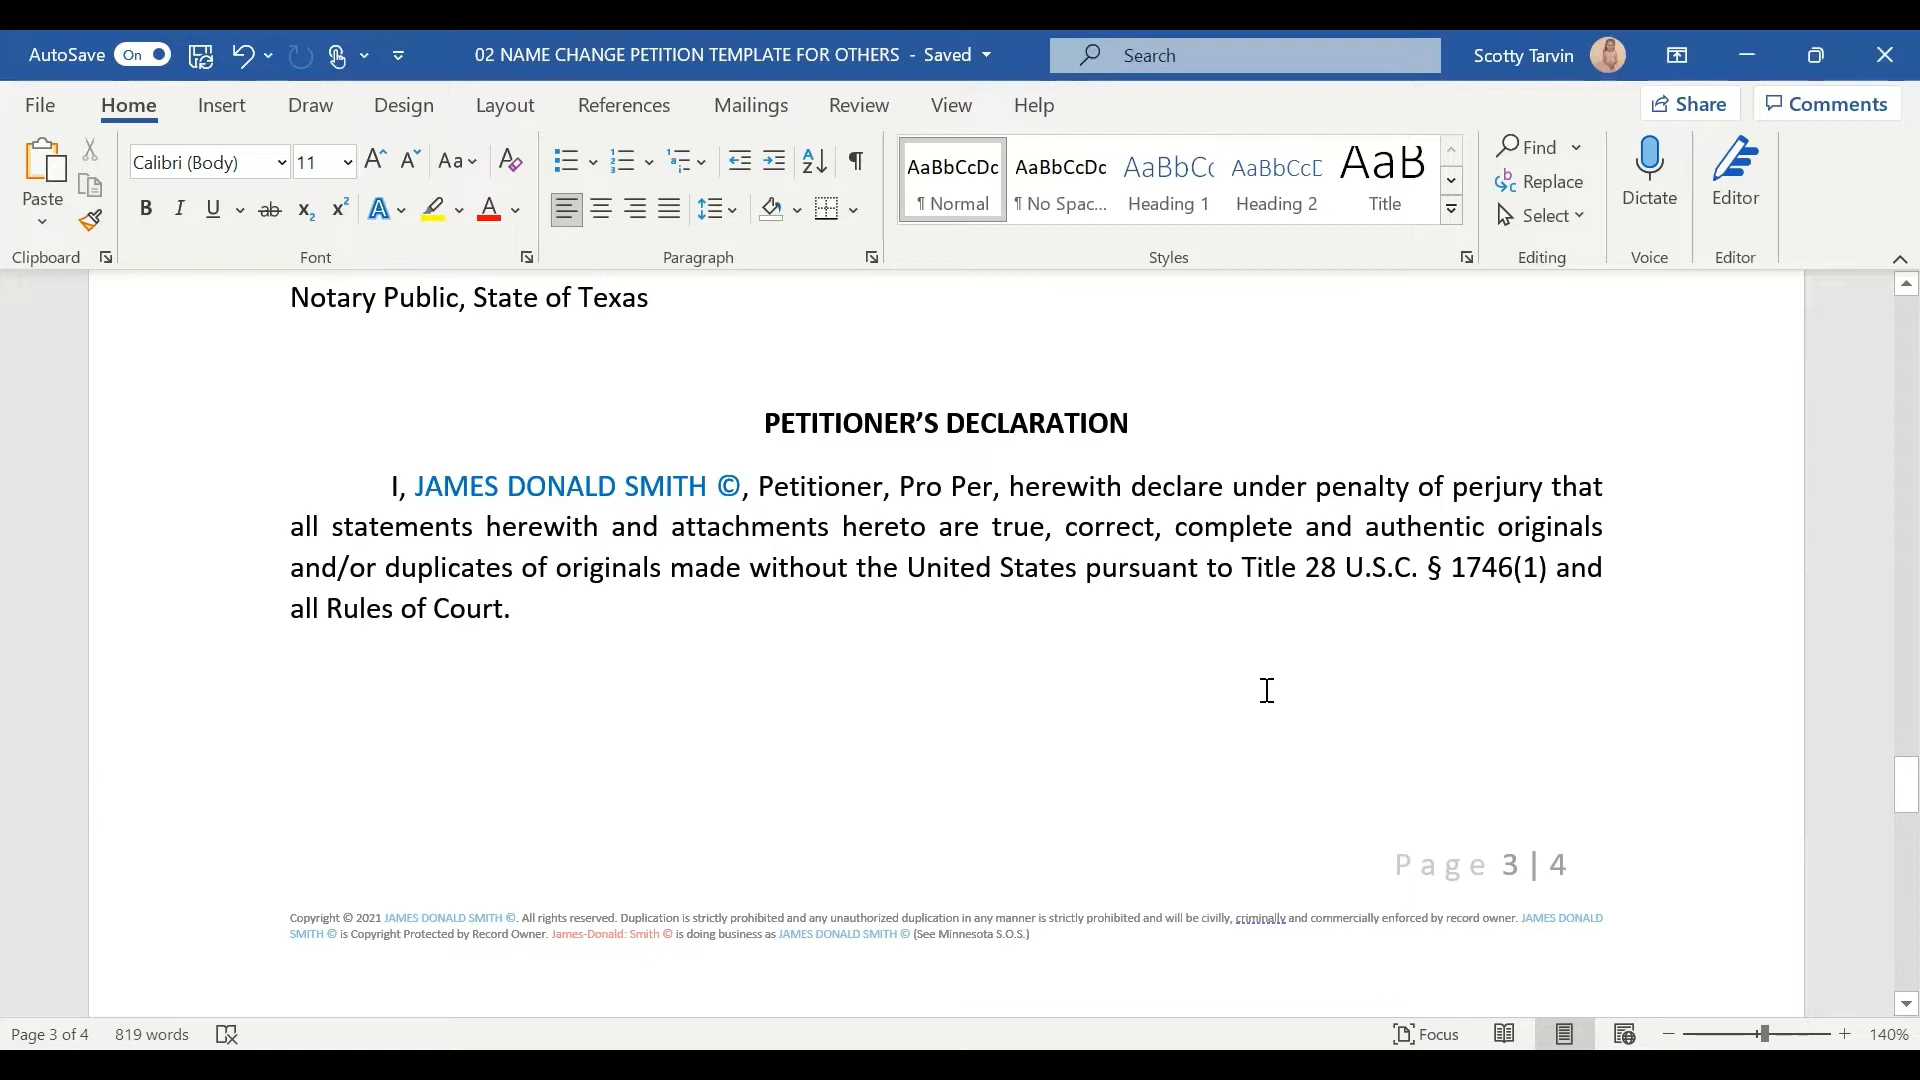 AutoSave On 02 NAME CHANGE PETITION TEMPLATE FOR OTHERS - Saved Search Scotty Tarvin
File Home Insert Draw Design Layout References Mailings Review View Help Share Comments
Paste Calibri (Body) 11 Aa AaBbCcDc AaBbCcDc AaBbCc AaBbCcD AaB Find Replace Select Dictate Editor
¶ Normal ¶ No Spac... Heading 1 Heading 2 Title
Clipboard Font Paragraph Styles Editing Voice Editor
Notary Public, State of Texas
PETITIONER’S DECLARATION
I, JAMES DONALD SMITH ©, Petitioner, Pro Per, herewith declare under penalty of perjury that
all statements herewith and attachments hereto are true, correct, complete and authentic originals
and/or duplicates of originals made without the United States pursuant to Title 28 U.S.C. § 1746(1) and
all Rules of Court.
Page 3 | 4
Copyright © 2021 JAMES DONALD SMITH ©. All rights reserved. Duplication is strictly prohibited and any unauthorized duplication in any manner is strictly prohibited and will be civilly, criminally and commercially enforced by record owner. JAMES DONALD
SMITH © is Copyright Protected by Record Owner. James-Donald: Smith © is doing business as JAMES DONALD SMITH © (See Minnesota S.O.S.)
Page 3 of 4 819 words Focus 140%